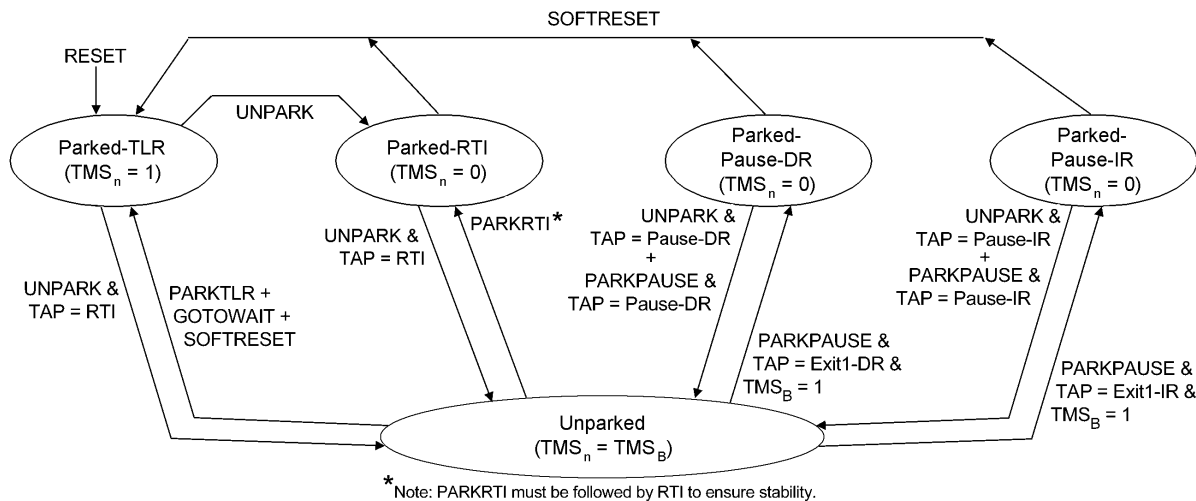 SOFTRESET
RESET
UNPARK
Parked-TLR
(TMSn = 1)
Parked-RTI
(TMSn = 0)
Parked-
Pause-DR
(TMSn = 0)
Parked-
Pause-IR
(TMSn = 0)
UNPARK &
TAP = RTI
PARKTLR +
GOTOWAIT +
SOFTRESET
UNPARK &
TAP = RTI
PARKRTI*
UNPARK &
TAP = Pause-DR
+
PARKPAUSE &
TAP = Pause-DR
PARKPAUSE &
TAP = Exit1-DR &
TMSB = 1
UNPARK &
TAP = Pause-IR
+
PARKPAUSE &
TAP = Pause-IR
PARKPAUSE &
TAP = Exit1-IR &
TMSB = 1
Unparked
(TMSn = TMSB)
*Note: PARKRTI must be followed by RTI to ensure stability.